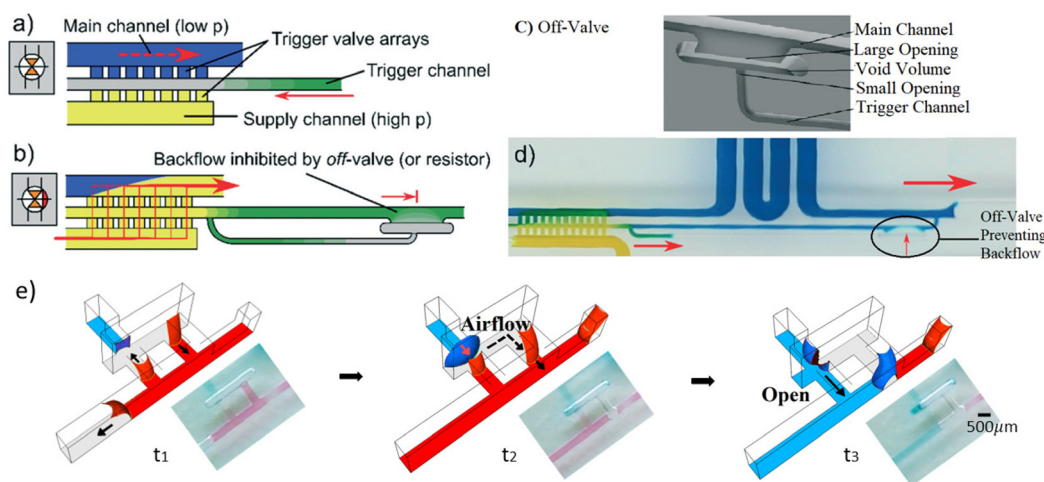 a)
Main channel (low p)
Trigger valve arrays
Trigger channel
Supply channel (high p)
b)
Backflow inhibited by off-valve (or resistor)
C) Off-Valve
Main Channel
Large Opening
Void Volume
Small Opening
Trigger Channel
d)
Off-Valve
Preventing
Backflow
e)
Airflow
Open
500μm
t1
t2
t3